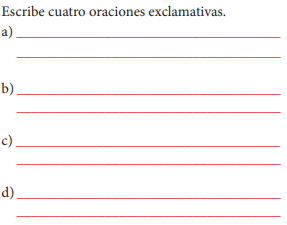 Escribe cuatro oraciones exclamativas.
a)
b)
c)
d)